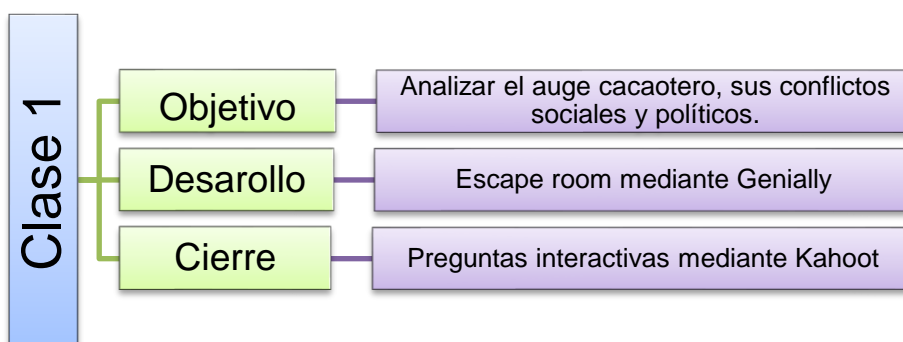 Clase 1
Objetivo
Analizar el auge cacaotero, sus conflictos
sociales y políticos.
Desarollo
Escape room mediante Genially
Cierre
Preguntas interactivas mediante Kahoot